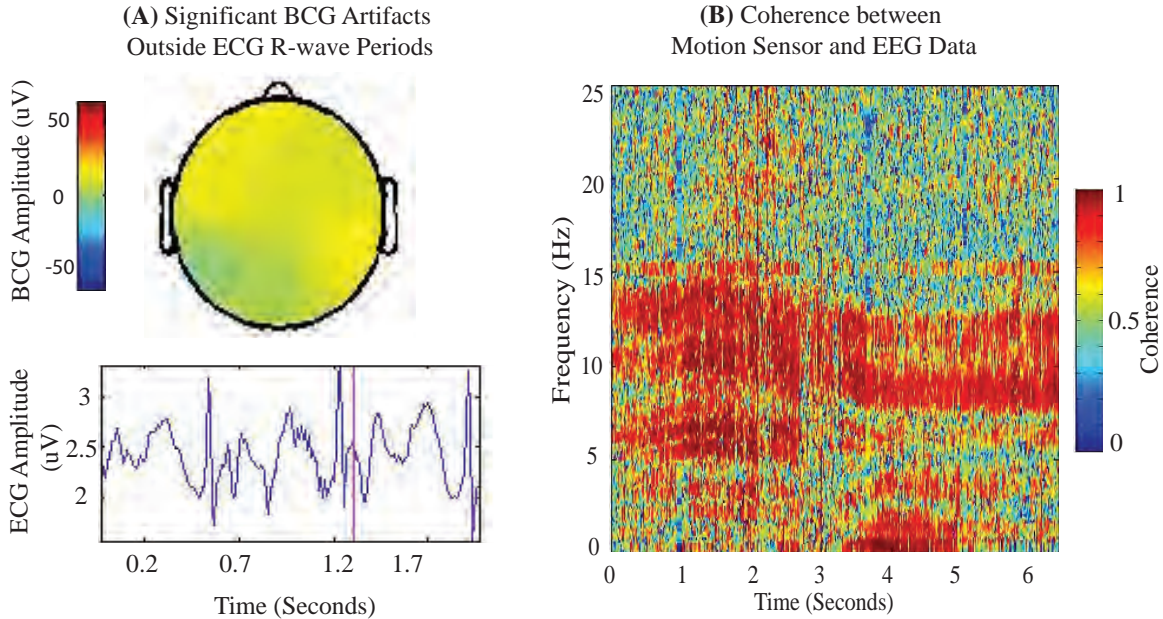 (A) Significant BCG Artifacts
Outside ECG R-wave Periods
BCG Amplitude (uV)
50
0
-50
ECG Amplitude
(uV)
3
2.5
2
0.2 0.7 1.2 1.7
Time (Seconds)
(B) Coherence between
Motion Sensor and EEG Data
Frequency (Hz)
25
20
15
10
5
0
0 1 2 3 4 5 6
Time (Seconds)
1
0.5
0
Coherence